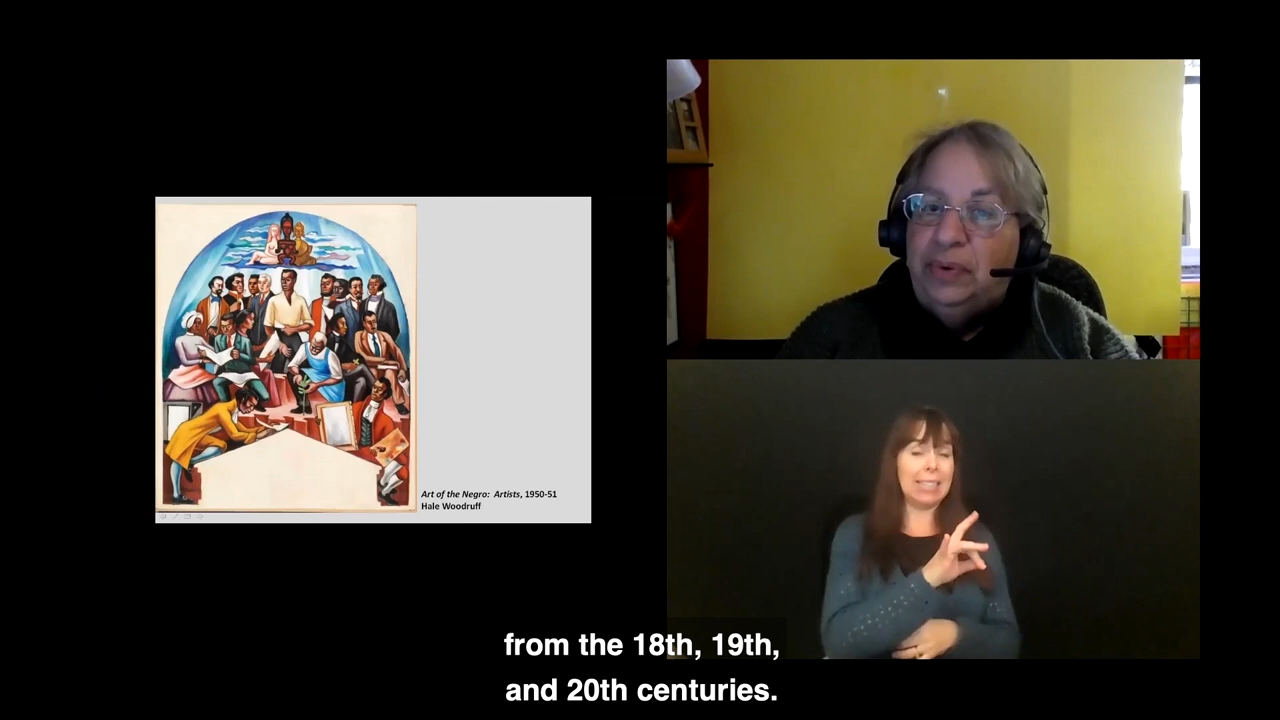 Art of the Negro: Artists, 1950-51
Hale Woodruff
from the 18th, 19th,
and 20th centuries.